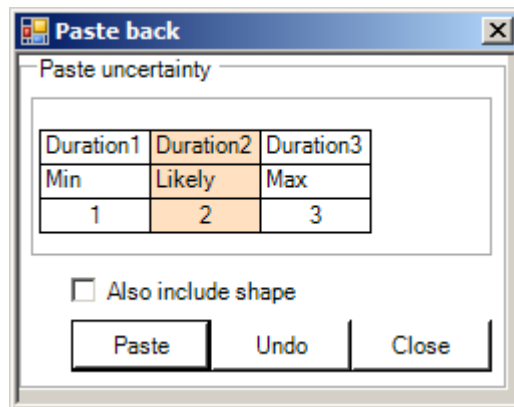 Paste back
Paste uncertainty
Duration1 Duration2 Duration3
Min Likely Max
1 2 3
Also include shape
Paste Undo Close